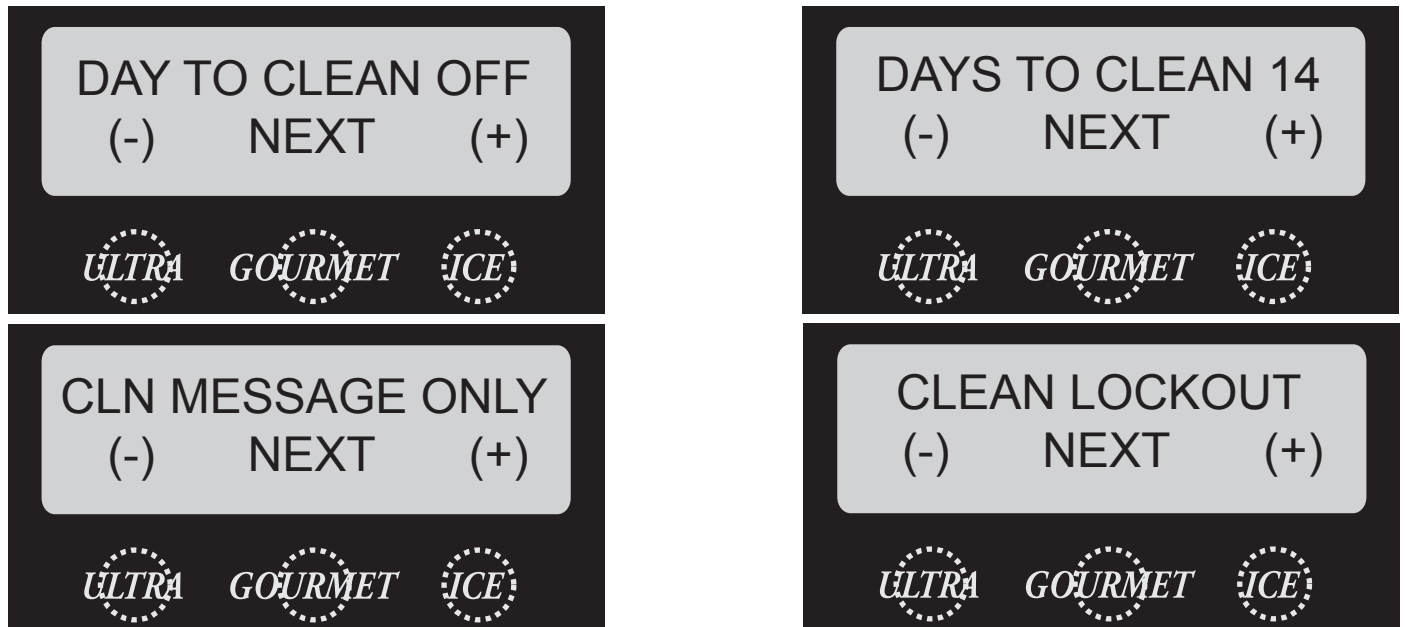 DAY TO CLEAN OFF
(-) NEXT (+)
ULTRA GOURMET ICE
DAYS TO CLEAN 14
(-) NEXT (+)
ULTRA GOURMET ICE
CLN MESSAGE ONLY
(-) NEXT (+)
ULTRA GOURMET ICE
CLEAN LOCKOUT
(-) NEXT (+)
ULTRA GOURMET ICE